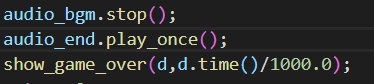 audio_bgm.stop();
audio_end.play_once();
show_game_over(d,d.time()/1000.0);